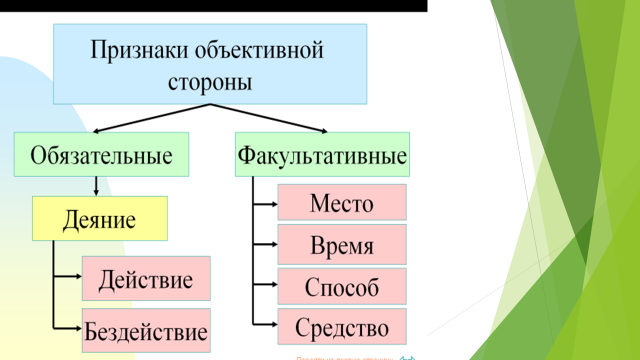 Признаки объективной
стороны
Обязательные
Факультативные
Деяние
Место
Время
Действие
Способ
Бездействие
Средство